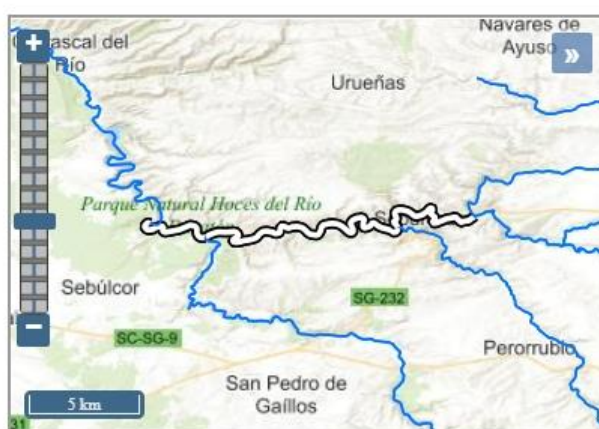 Navares de
Ayuso
+
»
ascal del
Río
Urueñas
Parque Natural Hoces del Río
Sebúlcor
SG-232
SC-SG-9
Perorrubio
San Pedro de
Gaíllos
5 km
31